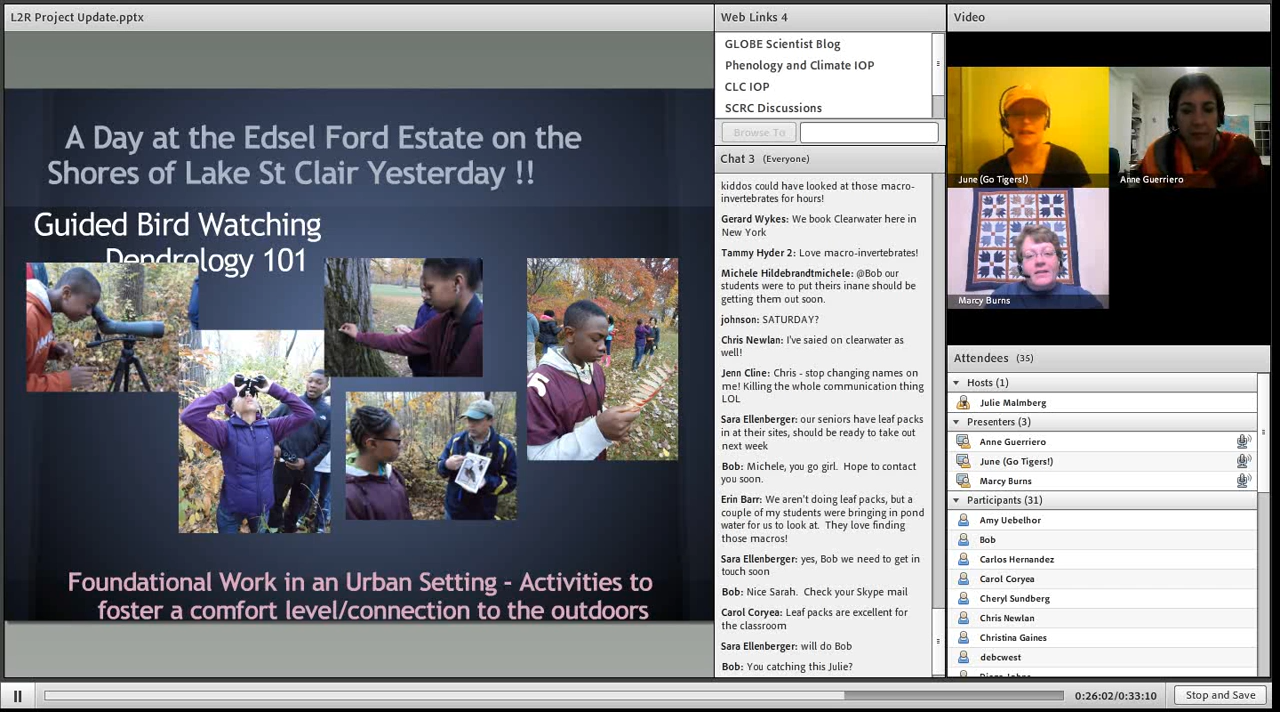 L2R Project Update.pptx
A Day at the Edsel Ford Estate on the
Shores of Lake St Clair Yesterday !!
Guided Bird Watching
Dendrology 101
Foundational Work in an Urban Setting - Activities to
foster a comfort level/connection to the outdoors
Web Links 4
GLOBE Scientist Blog
Phenology and Climate IOP
CLC IOP
SCRC Discussions
Browse To
Chat 3 (Everyone)
kiddos could have looked at those macro-
invertebrates for hours!
Gerard Wykes: We book Clearwater here in
New York
Tammy Hyder 2: Love macro-invertebrates!
Michele Hildebrandtmichele: @Bob our
students were to put theirs inane should be
getting them out soon.
johnson: SATURDAY?
Chris Newlan: I've saied on clearwater as
well!
Jenn Cline: Chris - stop changing names on
me! Killing the whole communication thing
LOL
Sara Ellenberger: our seniors have leaf packs
in at their sites, should be ready to take out
next week
Bob: Michele, you go girl. Hope to contact
you soon.
Erin Barr: We aren't doing leaf packs, but a
couple of my students were bringing in pond
water for us to look at. They love finding
those macros!
Sara Ellenberger: yes, Bob we need to get in
touch soon
Bob: Nice Sarah. Check your Skype mail
Carol Coryea: Leaf packs are excellent for
the classroom
Sara Ellenberger: will do Bob
Bob: You catching this Julie?
Video
June (Go Tigers!)
Anne Guerriero
Marcy Burns
Attendees (35)
Hosts (1)
Julie Malmberg
Presenters (3)
Anne Guerriero
June (Go Tigers!)
Marcy Burns
Participants (31)
Amy Uebelhor
Bob
Carlos Hernandez
Carol Coryea
Cheryl Sundberg
Chris Newlan
Christina Gaines
debcwest
0:26:02/0:33:10
Stop and Save